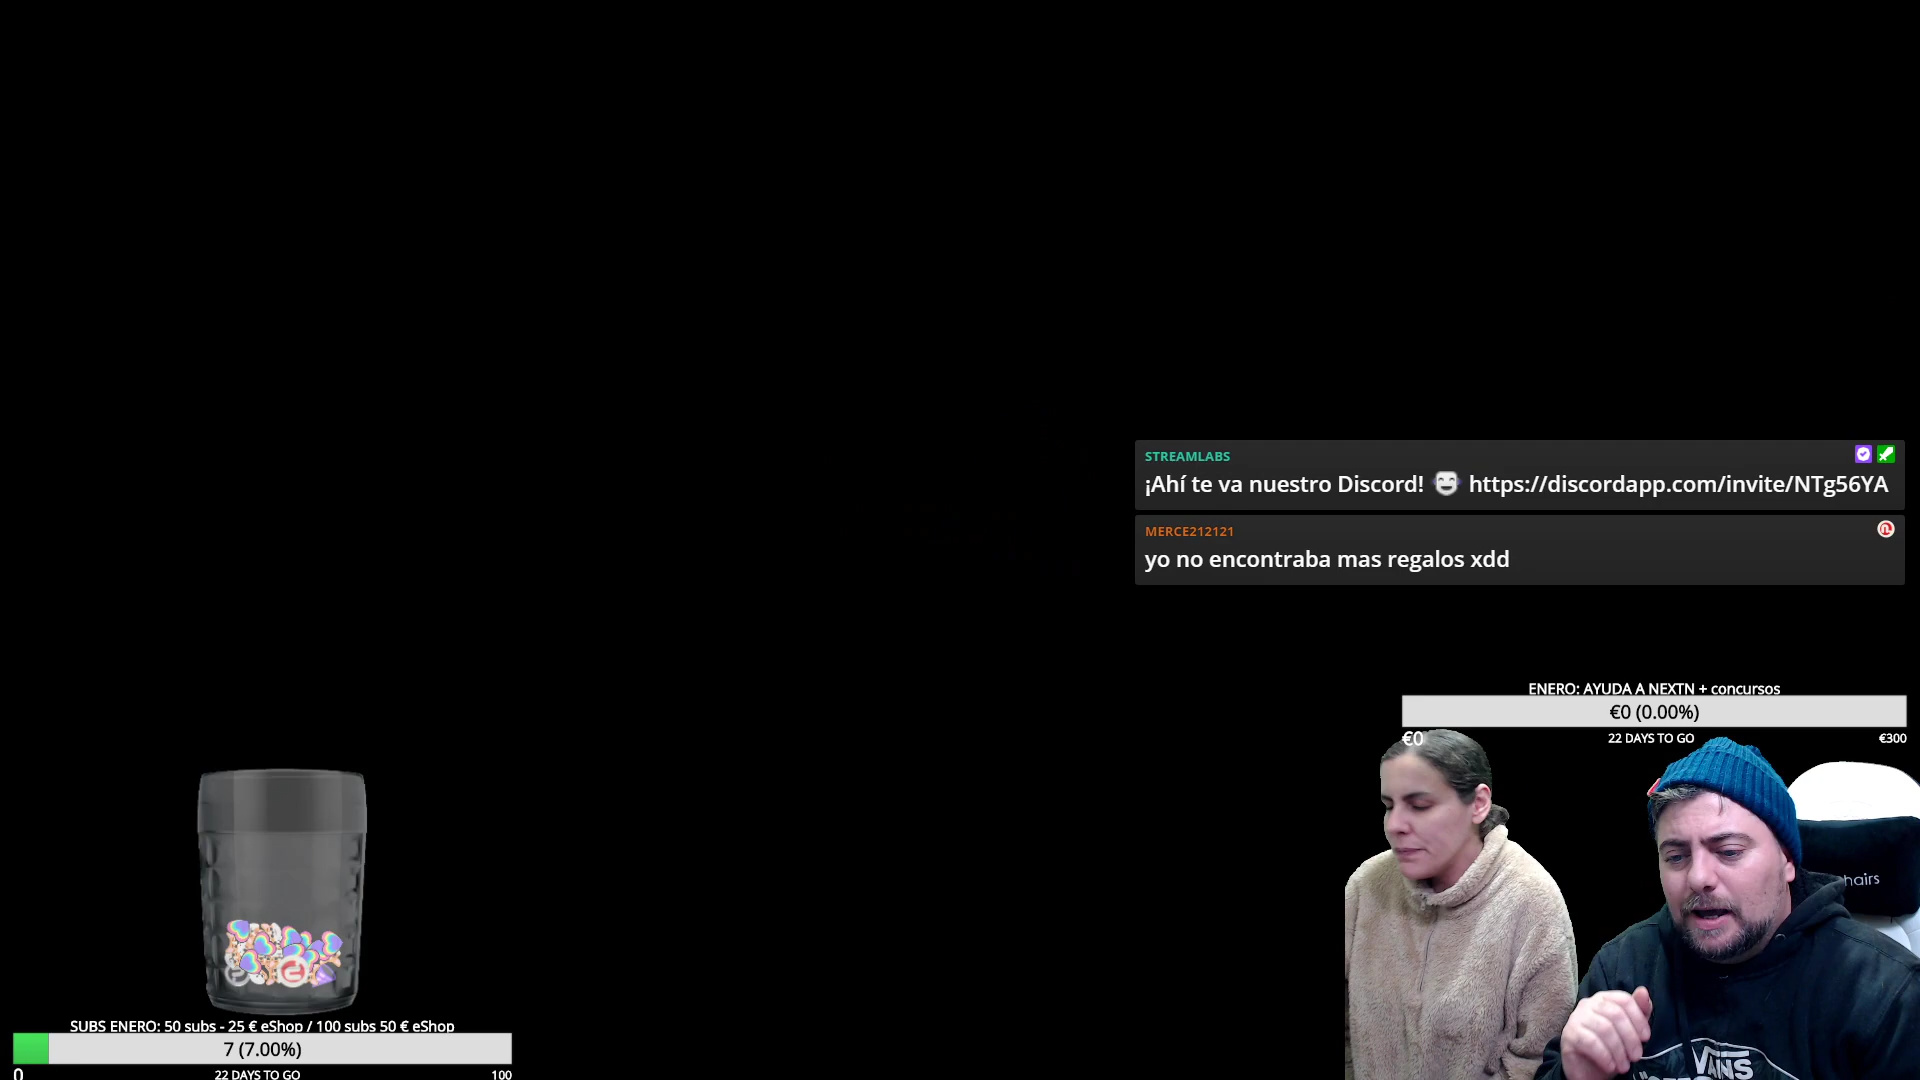 STREAMLABS
¡Ahí te va nuestro Discord! https://discordapp.com/invite/NTg56YA
MERCE212121
yo no encontraba mas regalos xdd
ENERO: AYUDA A NEXTN + concursos
€0 (0.00%)
€0 22 DAYS TO GO €300
hairs
VANS
SUBS ENERO: 50 subs - 25 € eShop / 100 subs 50 € eShop
7 (7.00%)
0 22 DAYS TO GO 100